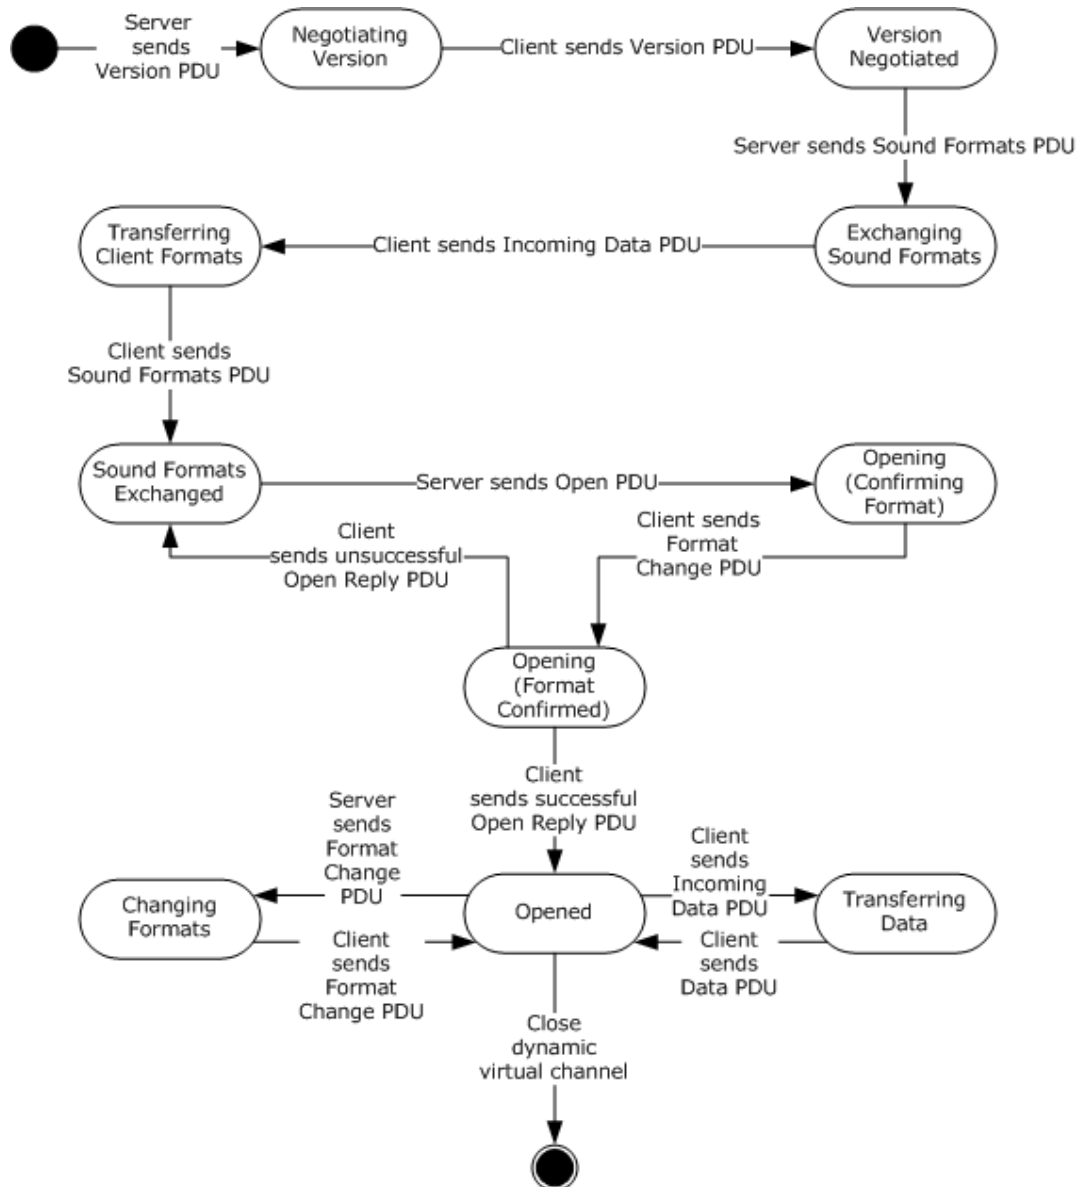 Server
sends
Version PDU
Negotiating
Version
Client sends Version PDU
Version
Negotiated
Server sends Sound Formats PDU
Transferring
Client Formats
Client sends Incoming Data PDU
Exchanging
Sound Formats
Client sends
Sound Formats PDU
Sound Formats
Exchanged
Server sends Open PDU
Opening
(Confirming
Format)
Client
sends unsuccessful
Open Reply PDU
Client sends
Format
Change PDU
Opening
(Format
Confirmed)
Client
sends successful
Open Reply PDU
Server
sends
Format
Change
PDU
Client
sends
Incoming
Data PDU
Changing
Formats
Opened
Transferring
Data
Client
sends
Format
Change PDU
Client
sends
Data PDU
Close
dynamic
virtual channel